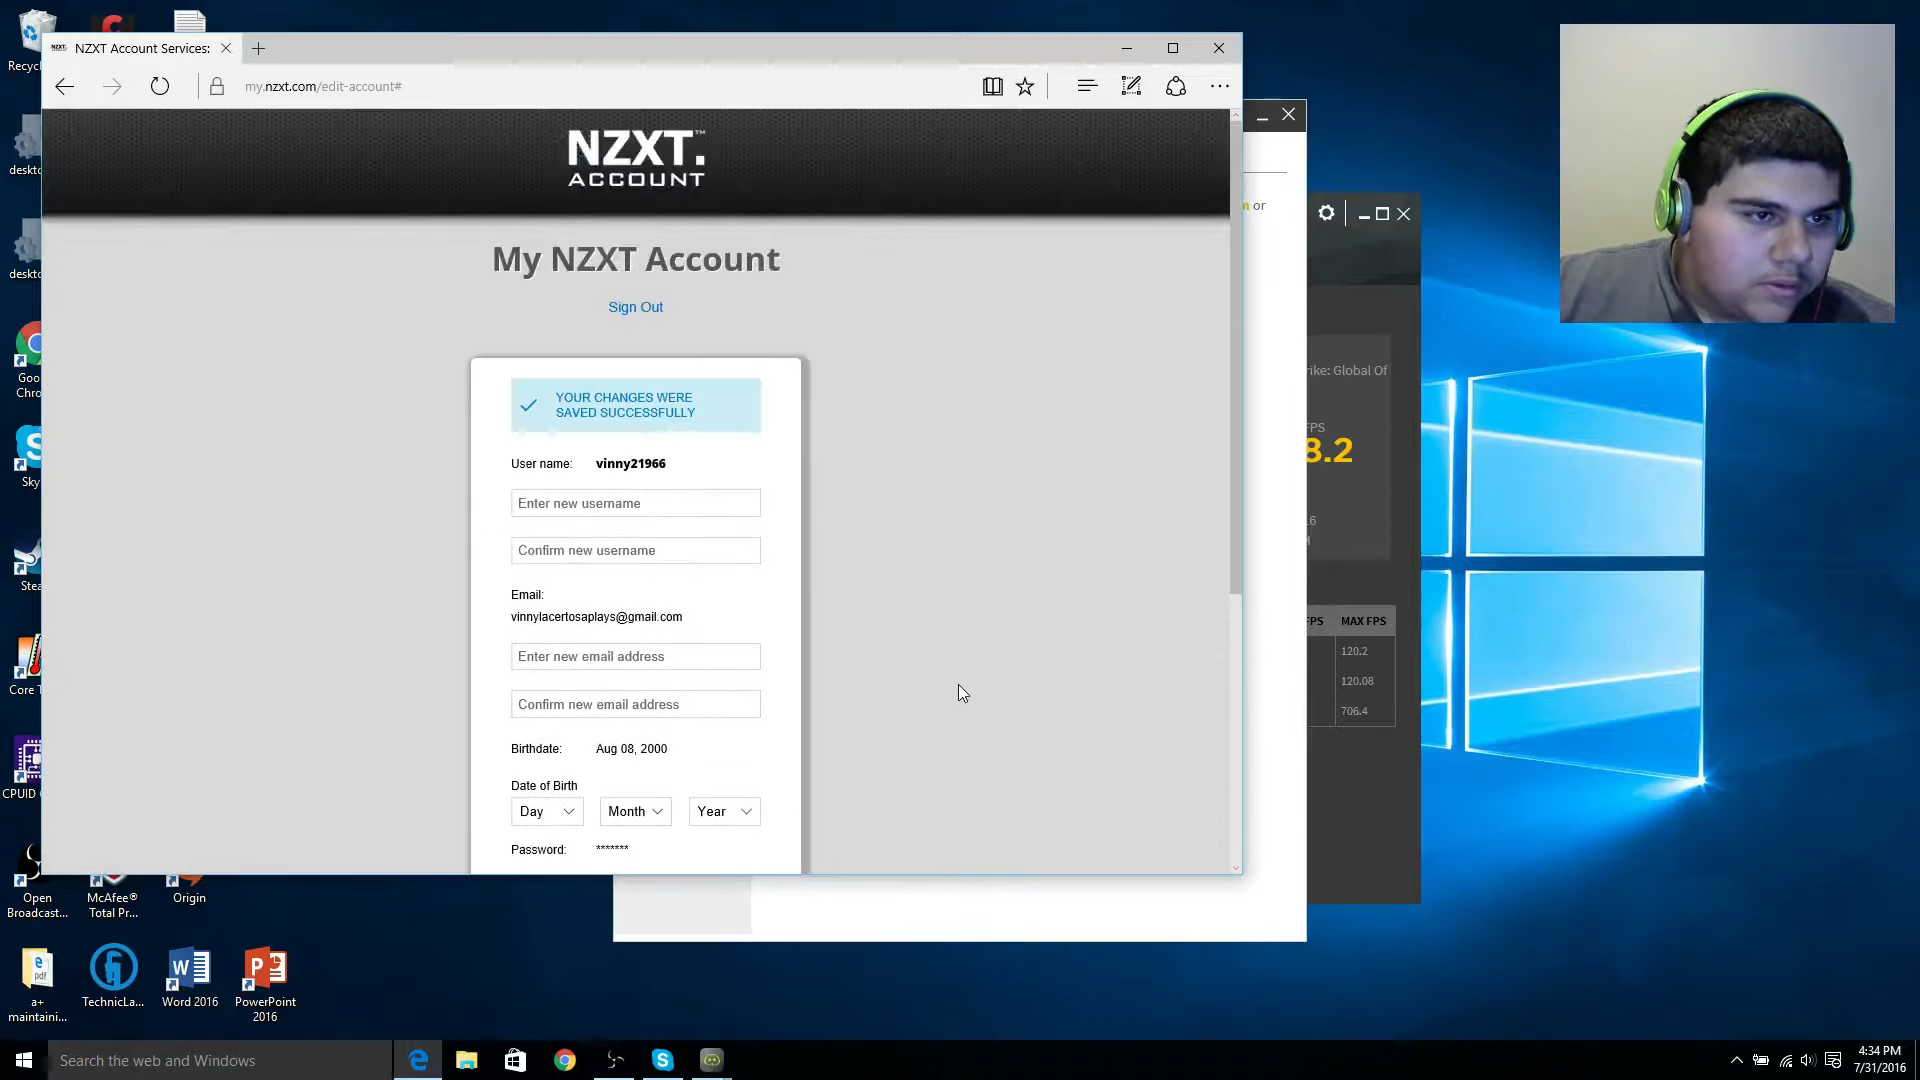 NZXT Account Services:
my.nzxt.com/edit-account#
NZXT.™
ACCOUNT
My NZXT Account
Sign Out
YOUR CHANGES WERE
SAVED SUCCESSFULLY
User name: vinny21966
Enter new username
Confirm new username
Email:
vinnylacertosaplays@gmail.com
Enter new email address
Confirm new email address
Birthdate: Aug 08, 2000
Date of Birth
Day Month Year
Password: *******
or
ike: Global Of
FPS
8.2
FPS MAX FPS
120.2
120.08
706.4
Recyc
deskto
deskto
Goo
Chro
Sky
Stea
Core T
CPUID
Open
Broadcast...
McAfee®
Total Pr...
Origin
a+
maintaini...
TechnicLa...
Word 2016
PowerPoint
2016
Search the web and Windows
4:34 PM
7/31/2016